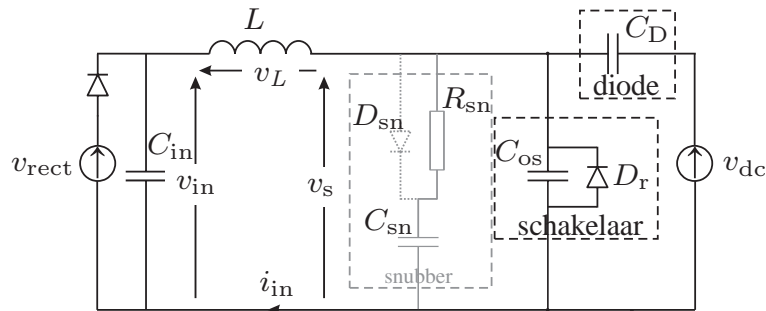 L
C_D
diode
v_L
D_sn
R_sn
v_rect
C_in
v_in
v_s
C_os
D_r
v_dc
C_sn
schakelaar
snubber
i_in